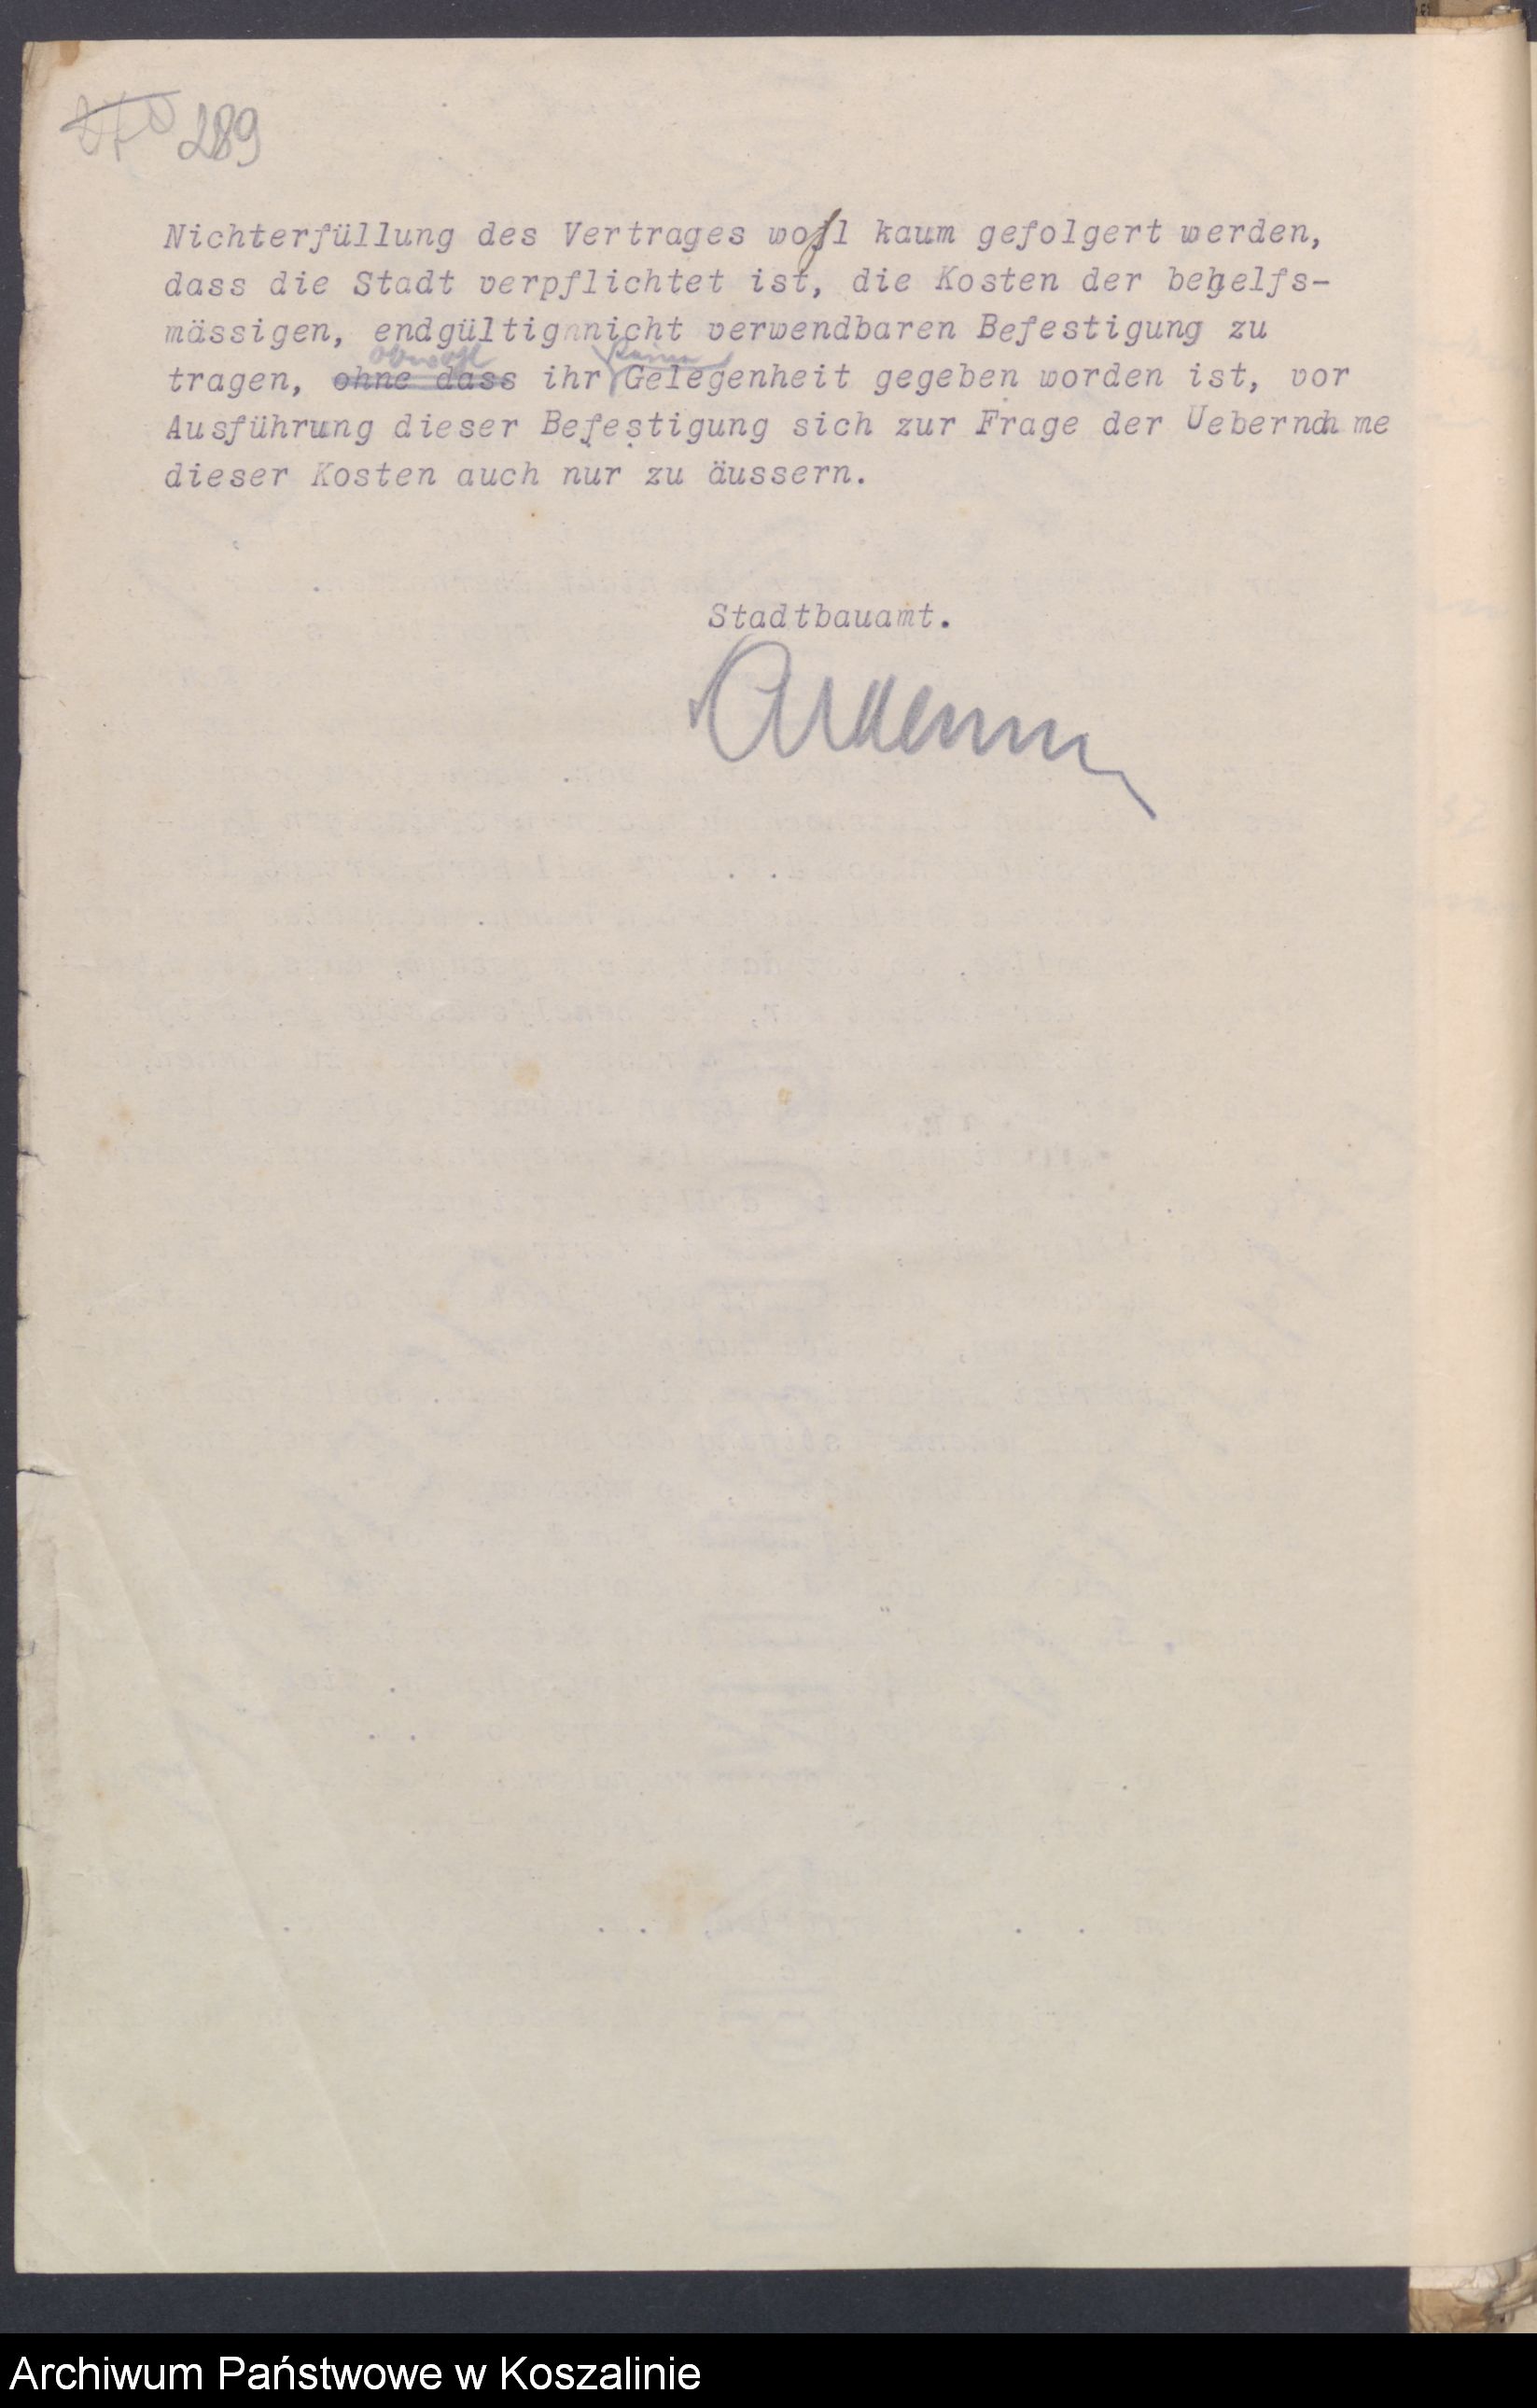 289
Nichterfüllung des Vertrages wohl kaum gefolgert werden,
dass die Stadt verpflichtet ist, die Kosten der behelfs-
mässigen, endgültig nicht verwendbaren Befestigung zu
obwohl keine
tragen, ohne dass ihr Gelegenheit gegeben worden ist, vor
Ausführung dieser Befestigung sich zur Frage der Uebernahme
dieser Kosten auch nur zu äussern.
Stadtbauamt.
Archiwum Państwowe w Koszalinie